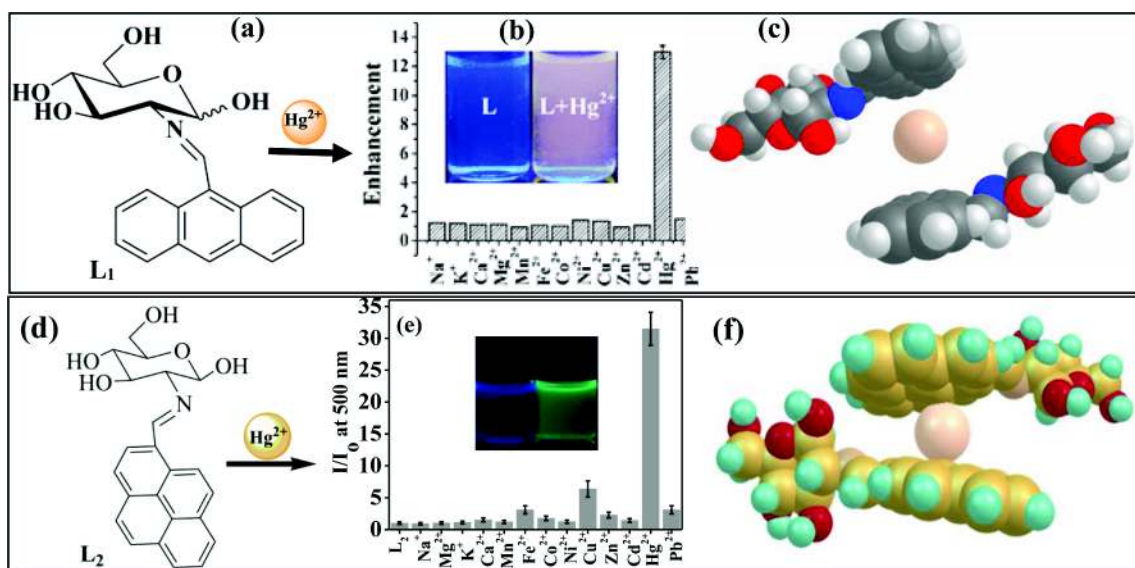 (a)
OH
HO
O
HO
OH
N
Hg²⁺
L₁
(b)
Enhancement
14
12
10
8
6
4
2
0
L
L+Hg²⁺
Na⁺
K⁺
Ca²⁺
Mg²⁺
Mn²⁺
Fe²⁺
Co²⁺
Ni²⁺
Cu²⁺
Zn²⁺
Cd²⁺
Hg²⁺
Pb
(c)
(d)
OH
HO
O
HO
OH
N
Hg²⁺
L₂
(e)
I/I₀ at 500 nm
35
30
25
20
15
10
5
0
L₂
Na⁺
Mg²⁺
K⁺
Ca²⁺
Mn²⁺
Fe²⁺
Co²⁺
Ni²⁺
Cu²⁺
Zn²⁺
Cd²⁺
Hg²⁺
Pb²⁺
(f)